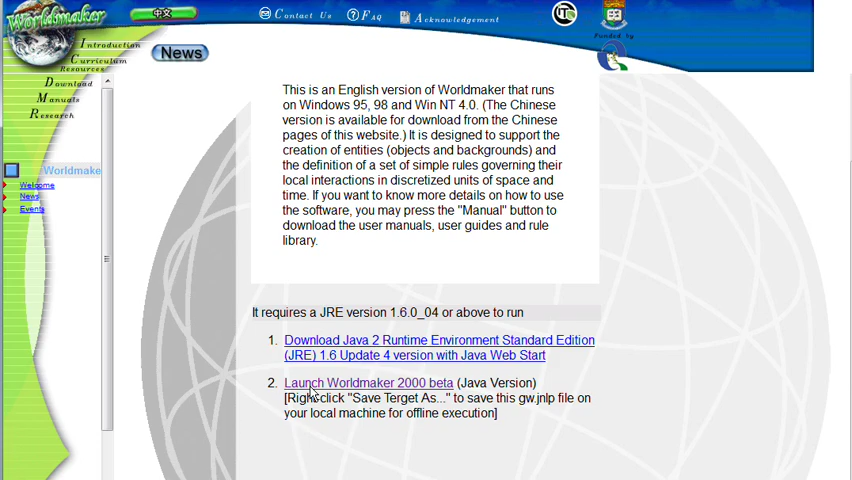 Worldmaker
中文
Contact Us
FAQ
Acknowledgement
Funded by
Introduction
Curriculum
Resources
Download
Manuals
Research
News
Worldmake
Welcome
News
Events
This is an English version of Worldmaker that runs
on Windows 95, 98 and Win NT 4.0. (The Chinese
version is available for download from the Chinese
pages of this website.) It is designed to support the
creation of entities (objects and backgrounds) and
the definition of a set of simple rules governing their
local interactions in discretized units of space and
time. If you want to know more details on how to use
the software, you may press the "Manual" button to
download the user manuals, user guides and rule
library.
It requires a JRE version 1.6.0_04 or above to run
1. Download Java 2 Runtime Environment Standard Edition
(JRE) 1.6 Update 4 version with Java Web Start
2. Launch Worldmaker 2000 beta (Java Version)
[Right-click "Save Terget As..." to save this gw.jnlp file on
your local machine for offline execution]